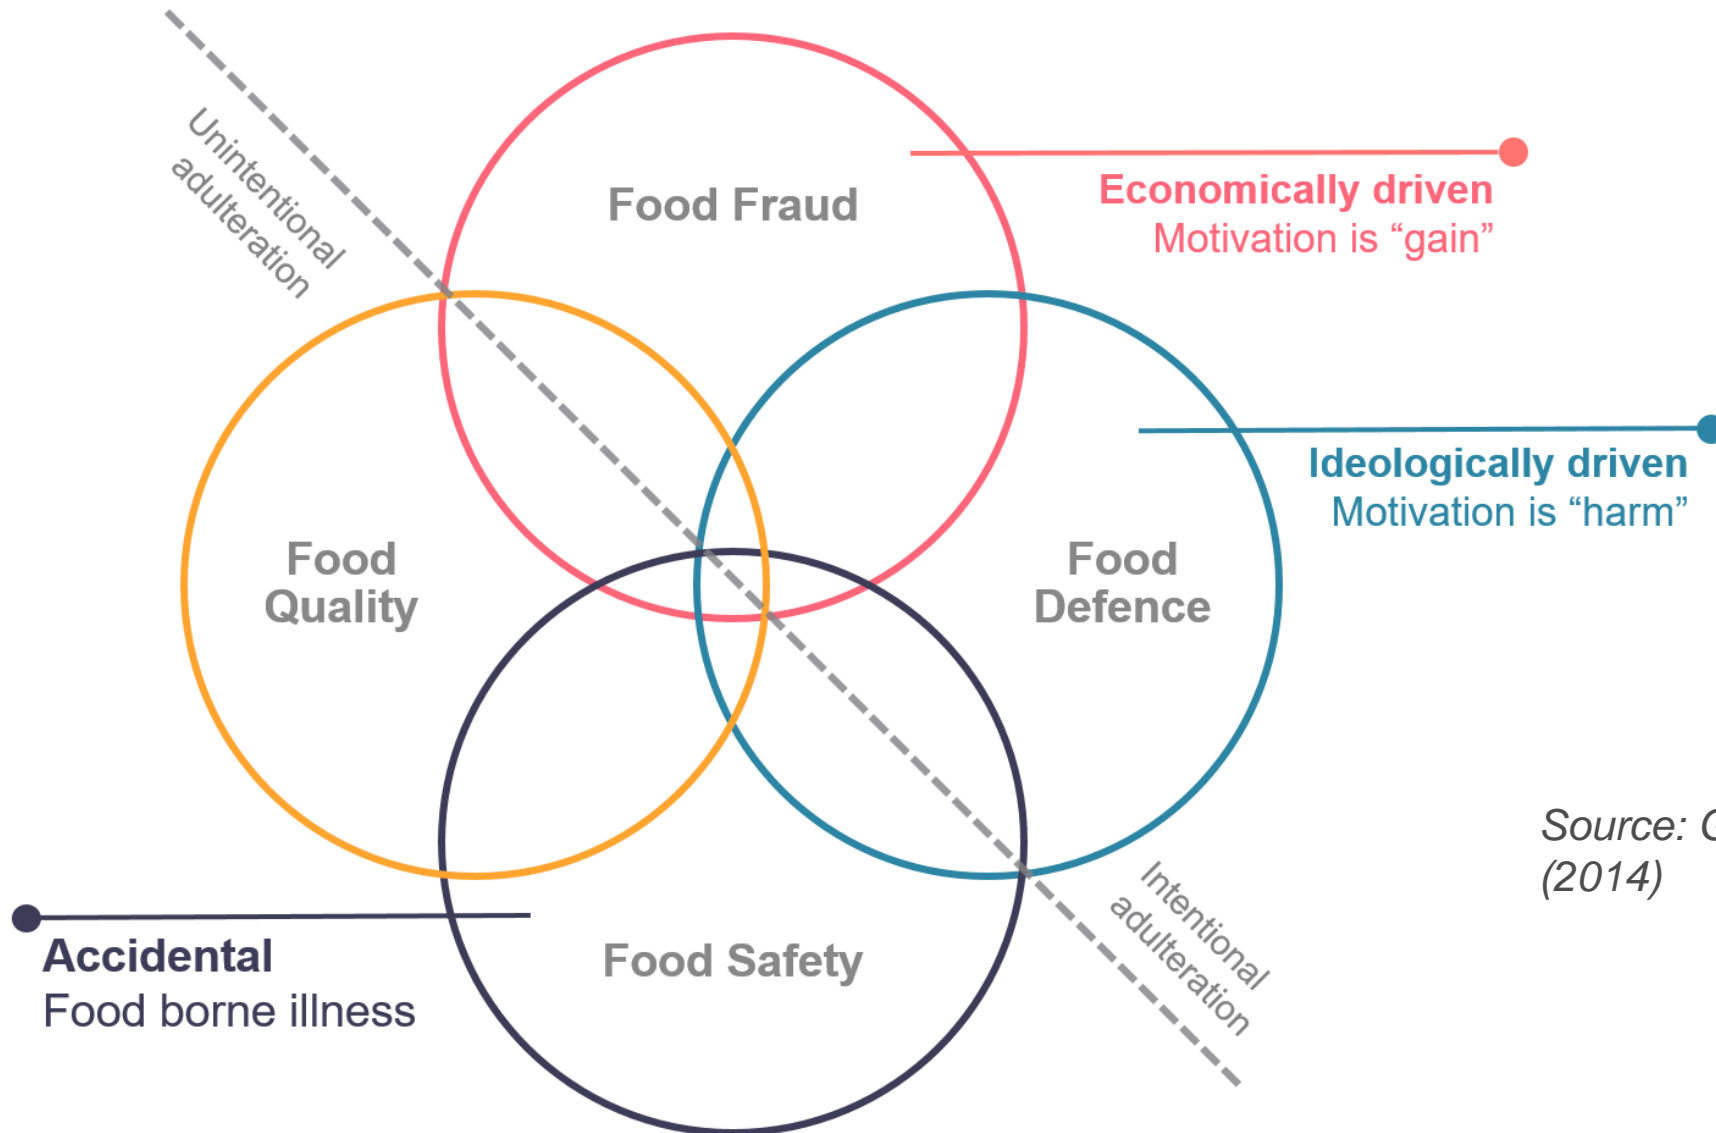 Unintentional
adulteration
Food Fraud
Economically driven
Motivation is “gain”
Food
Quality
Food
Defence
Ideologically driven
Motivation is “harm”
Source:
(2014)
Intentional
adulteration
Accidental
Food borne illness
Food Safety